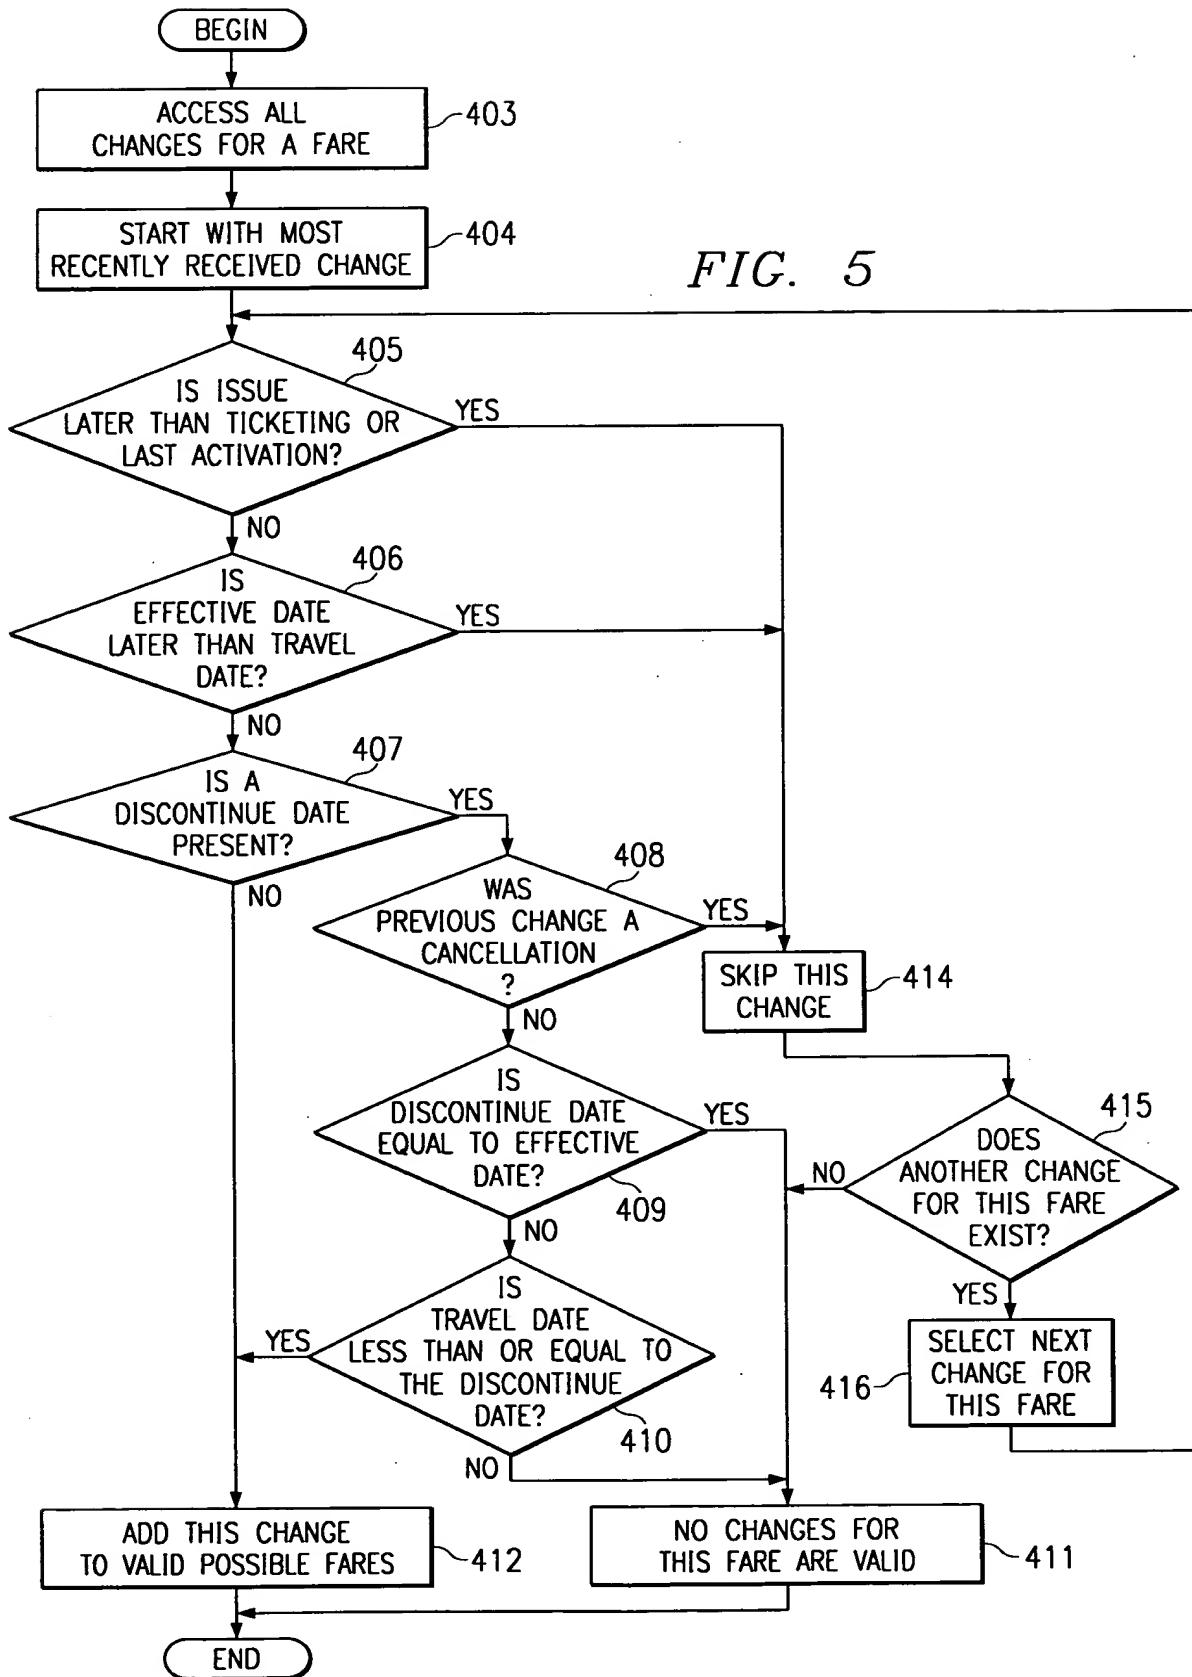 BEGIN
ACCESS ALL
CHANGES FOR A FARE
403
START WITH MOST
RECENTLY RECEIVED CHANGE
404
FIG. 5
405
IS ISSUE
LATER THAN TICKETING OR
LAST ACTIVATION?
YES
NO
406
IS
EFFECTIVE DATE
LATER THAN TRAVEL
DATE?
YES
NO
407
IS A
DISCONTINUE DATE
PRESENT?
YES
NO
408
WAS
PREVIOUS CHANGE A
CANCELLATION
?
YES
NO
SKIP THIS
CHANGE
414
IS
DISCONTINUE DATE
EQUAL TO EFFECTIVE
DATE?
YES
409
NO
415
DOES
ANOTHER CHANGE
FOR THIS FARE
EXIST?
NO
YES
IS
TRAVEL DATE
LESS THAN OR EQUAL TO
THE DISCONTINUE
DATE?
YES
410
NO
SELECT NEXT
CHANGE FOR
THIS FARE
416
ADD THIS CHANGE
TO VALID POSSIBLE FARES
412
NO CHANGES FOR
THIS FARE ARE VALID
411
END